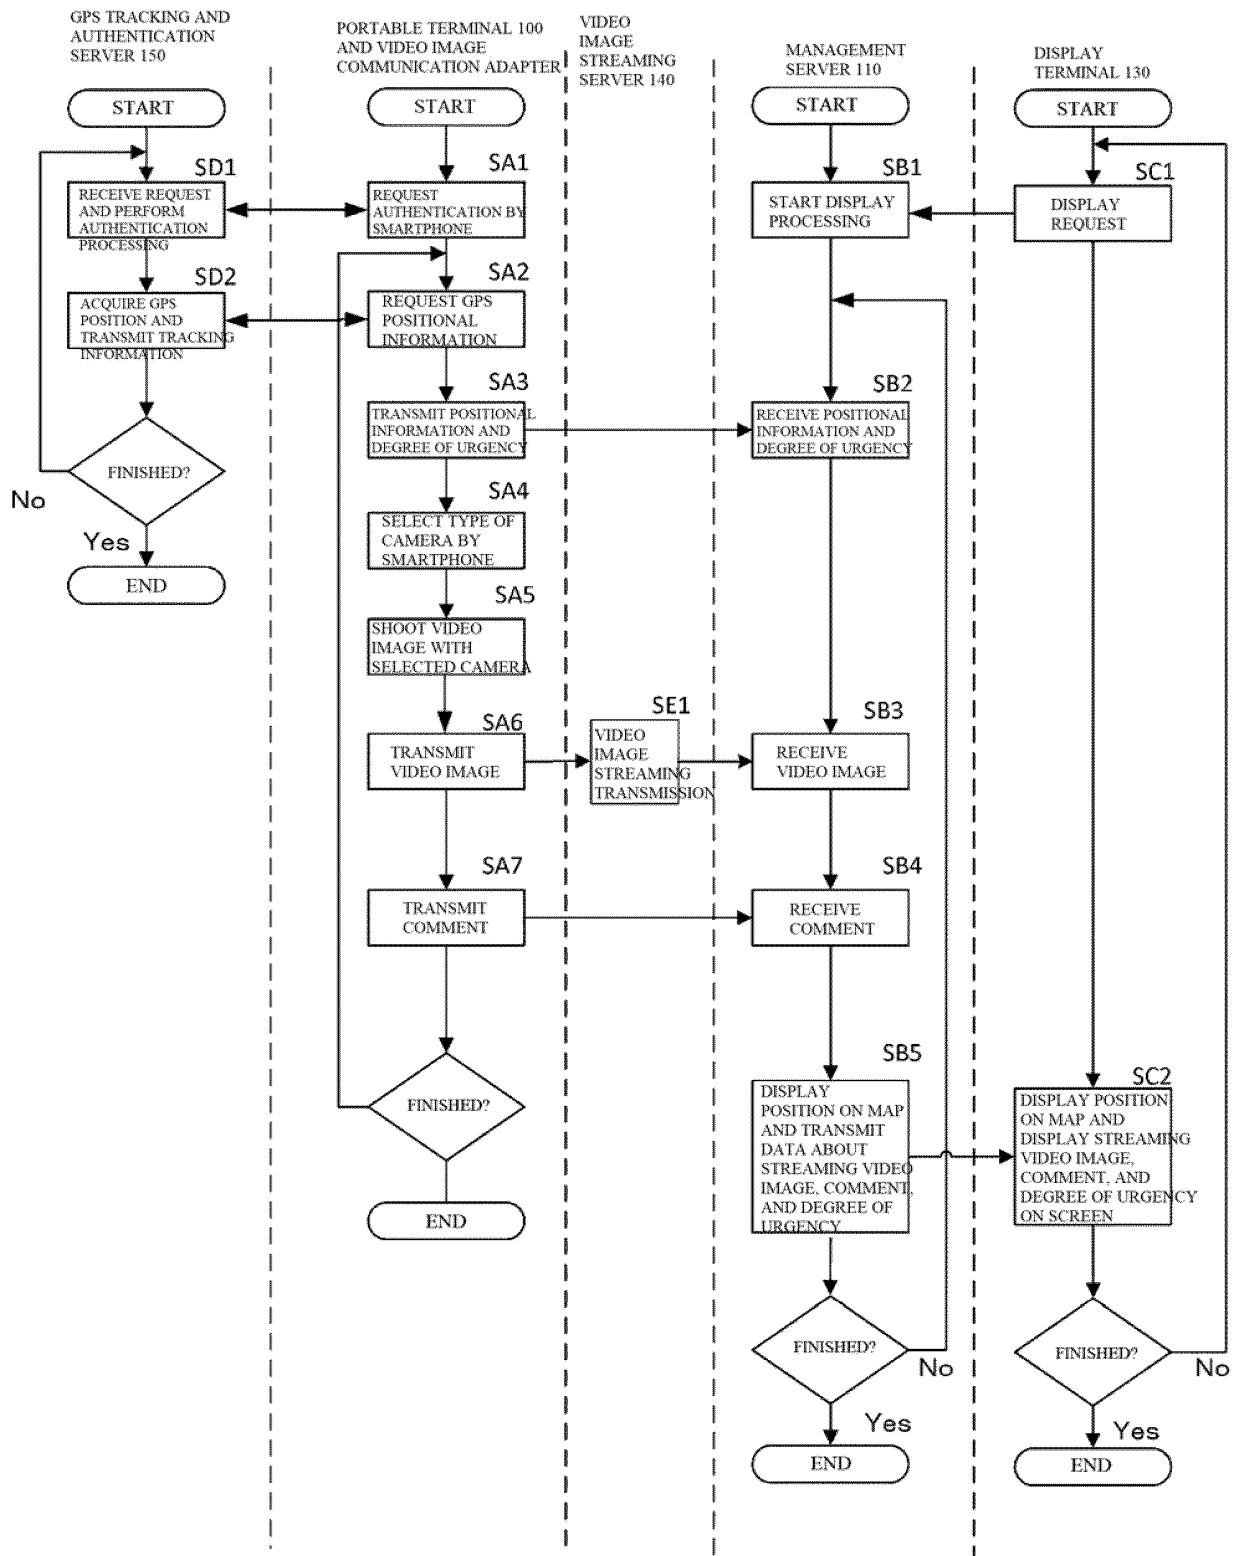 GPS TRACKING AND
AUTHENTICATION
SERVER 150
PORTABLE TERMINAL 100
AND VIDEO IMAGE
COMMUNICATION ADAPTER
VIDEO
IMAGE
STREAMING
SERVER 140
MANAGEMENT
SERVER 110
DISPLAY
TERMINAL 130
START
START
START
START
SD1
RECEIVE REQUEST
AND PERFORM
AUTHENTICATION
PROCESSING
SD2
ACQUIRE GPS
POSITION AND
TRANSMIT TRACKING
INFORMATION
FINISHED?
No
Yes
END
SA1
REQUEST
AUTHENTICATION BY
SMARTPHONE
SA2
REQUEST GPS
POSITIONAL
INFORMATION
SA3
TRANSMIT POSITIONAL
INFORMATION AND
DEGREE OF URGENCY
SA4
SELECT TYPE OF
CAMERA BY
SMARTPHONE
SA5
SHOOT VIDEO
IMAGE WITH
SELECTED CAMERA
SA6
TRANSMIT
VIDEO IMAGE
SA7
TRANSMIT
COMMENT
FINISHED?
END
SE1
VIDEO
IMAGE
STREAMING
TRANSMISSION
SB1
START DISPLAY
PROCESSING
SB2
RECEIVE POSITIONAL
INFORMATION AND
DEGREE OF URGENCY
SB3
RECEIVE
VIDEO IMAGE
SB4
RECEIVE
COMMENT
SB5
DISPLAY
POSITION ON MAP
AND TRANSMIT
DATA ABOUT
STREAMING VIDEO
IMAGE, COMMENT,
AND DEGREE OF
URGENCY
FINISHED?
No
Yes
END
SC1
DISPLAY
REQUEST
SC2
DISPLAY POSITION
ON MAP AND
DISPLAY STREAMING
VIDEO IMAGE,
COMMENT, AND
DEGREE OF URGENCY
ON SCREEN
FINISHED?
No
Yes
END